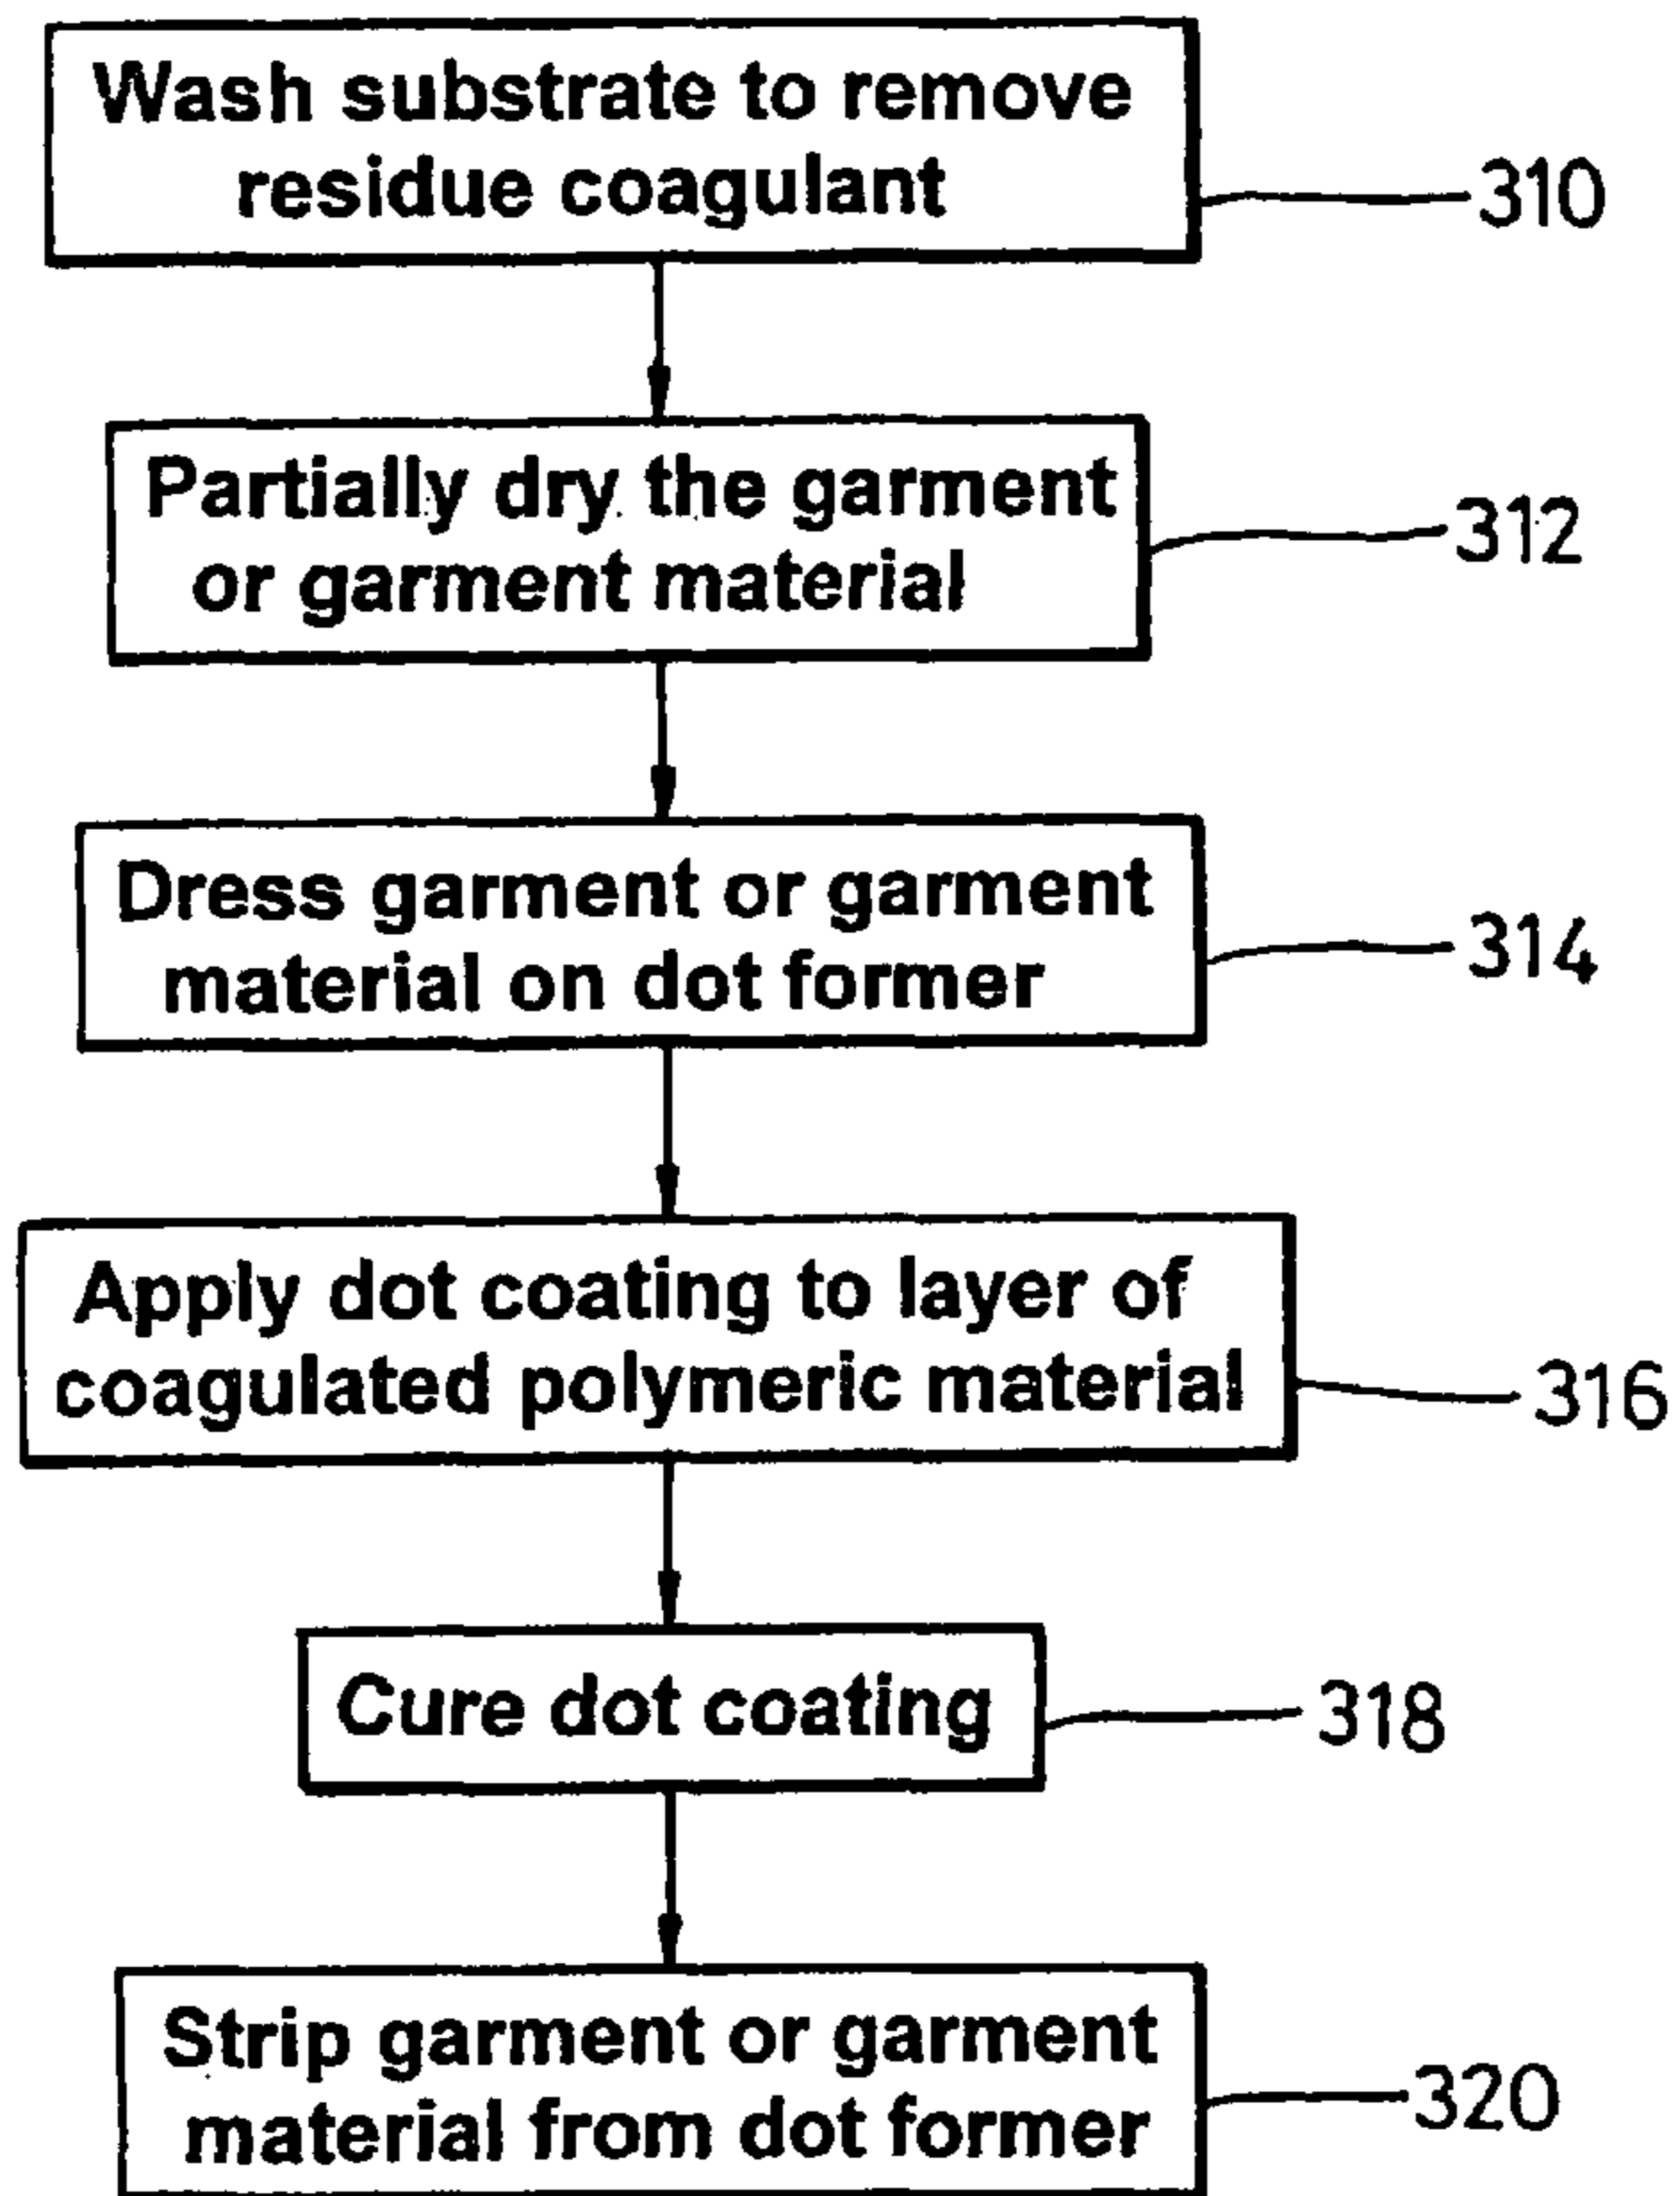 Wash substrate to remove
residue coagulant
310
Partially dry the garment
or garment material
312
Dress garment or garment
material on dot former
314
Apply dot coating to layer of
coagulated polymeric material
316
Cure dot coating
318
Strip garment or garment
material from dot former
320